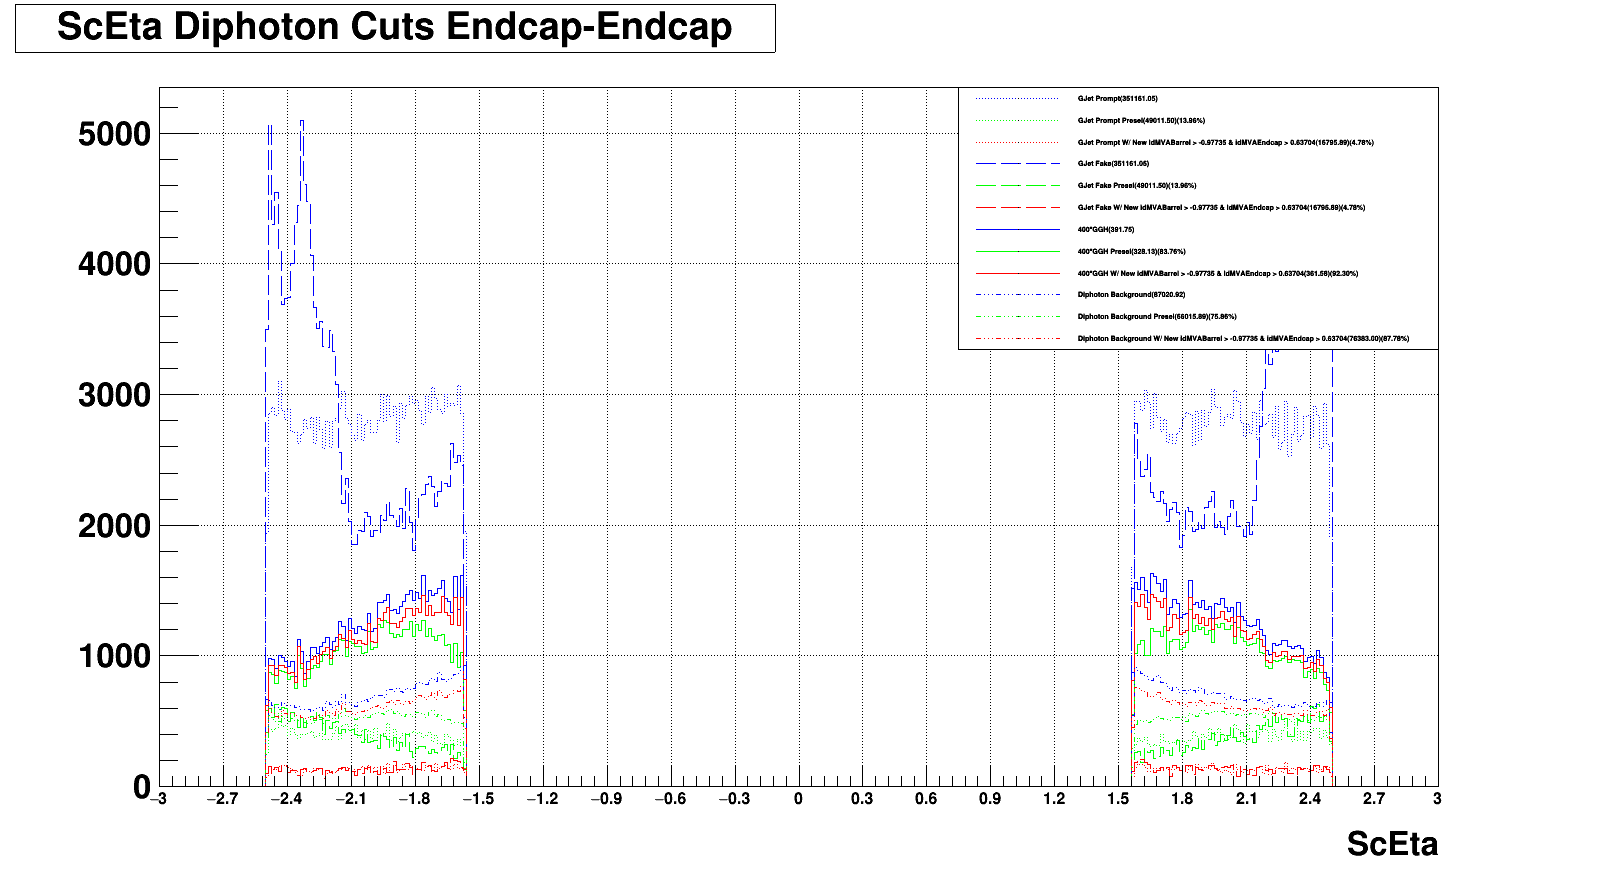 ScEta Diphoton Cuts Endcap-Endcap
GJet Prompt(351161.05)
GJet Prompt Presel(49011.50)(13.96%)
GJet Prompt W/ New IdMVABarrel > -0.97735 & IdMVAEndcap > 0.63704(16795.89)(4.78%)
GJet Fake(351161.05)
GJet Fake Presel(49011.50)(13.96%)
GJet Fake W/ New IdMVABarrel > -0.97735 & IdMVAEndcap > 0.63704(16795.89)(4.78%)
400*GGH(391.75)
400*GGH Presel(328.13)(83.76%)
400*GGH W/ New IdMVABarrel > -0.97735 & IdMVAEndcap > 0.63704(361.58)(92.30%)
Diphoton Background(87020.92)
Diphoton Background Presel(66015.89)(75.86%)
Diphoton Background W/ New IdMVABarrel > -0.97735 & IdMVAEndcap > 0.63704(76383.00)(87.78%)
5000
4000
3000
2000
1000
0
−3 −2.7 −2.4 −2.1 −1.8 −1.5 −1.2 −0.9 −0.6 −0.3 0 0.3 0.6 0.9 1.2 1.5 1.8 2.1 2.4 2.7 3
ScEta